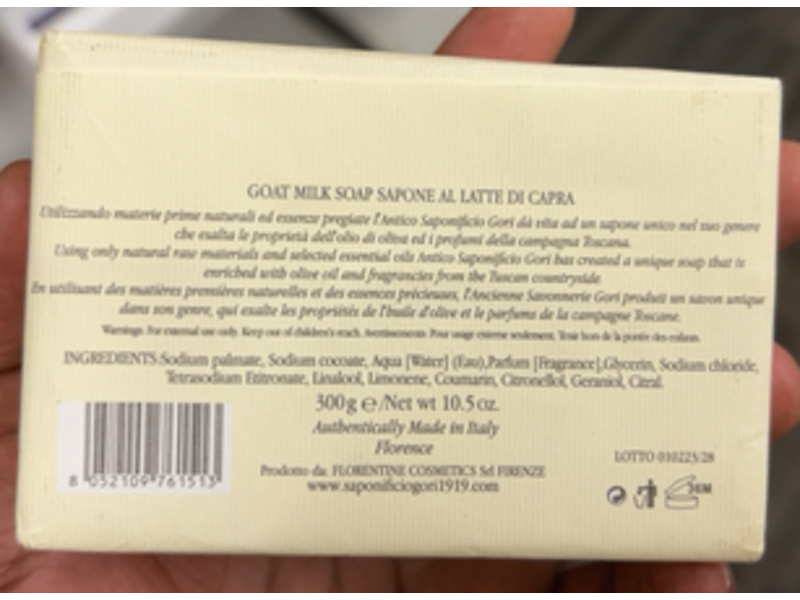 GOAT MILK SOAP SAPONE AL LATTE DI CAPRA
Utilizzando materie prime naturali ed essenze pregiate l'Antico Saponificio Gori dà vita ad un sapone unico nel suo genere
che esalta le proprietà dell'olio di oliva ed i profumi della campagna Toscana.
Using only natural raw materials and selected essential oils Antico Saponificio Gori has created a unique soap that is
enriched with olive oil and fragrancies from the Tuscan countryside.
En utilisant des matières premières naturelles et des essences précieuses, l'Ancienne Savonnerie Gori produit un savon unique
dans son genre, qui exalte les propriétés de l'huile d'olive et le parfums de la campagne Toscane.
Warnings: For external use only. Keep out of children's reach. Avertissements: Pour usage externe seulement, Tenir hors de la portée des enfants.
INGREDIENTS:Sodium palmate, Sodium cocoate, Aqua [Water] (Eau),Parfum [Fragrance],Glycerin, Sodium chloride,
Tetrasodium Etitronate, Linalool, Limonene, Coumarin, Citronellol, Geraniol, Citral.
300g e/Net wt 10.5 oz.
Authentically Made in Italy
Florence
Prodotto da: FLORENTINE COSMETICS Srl FIRENZE
www.saponificiogori1919.com
8 052109 761513
LOTTO 010223/28
36M